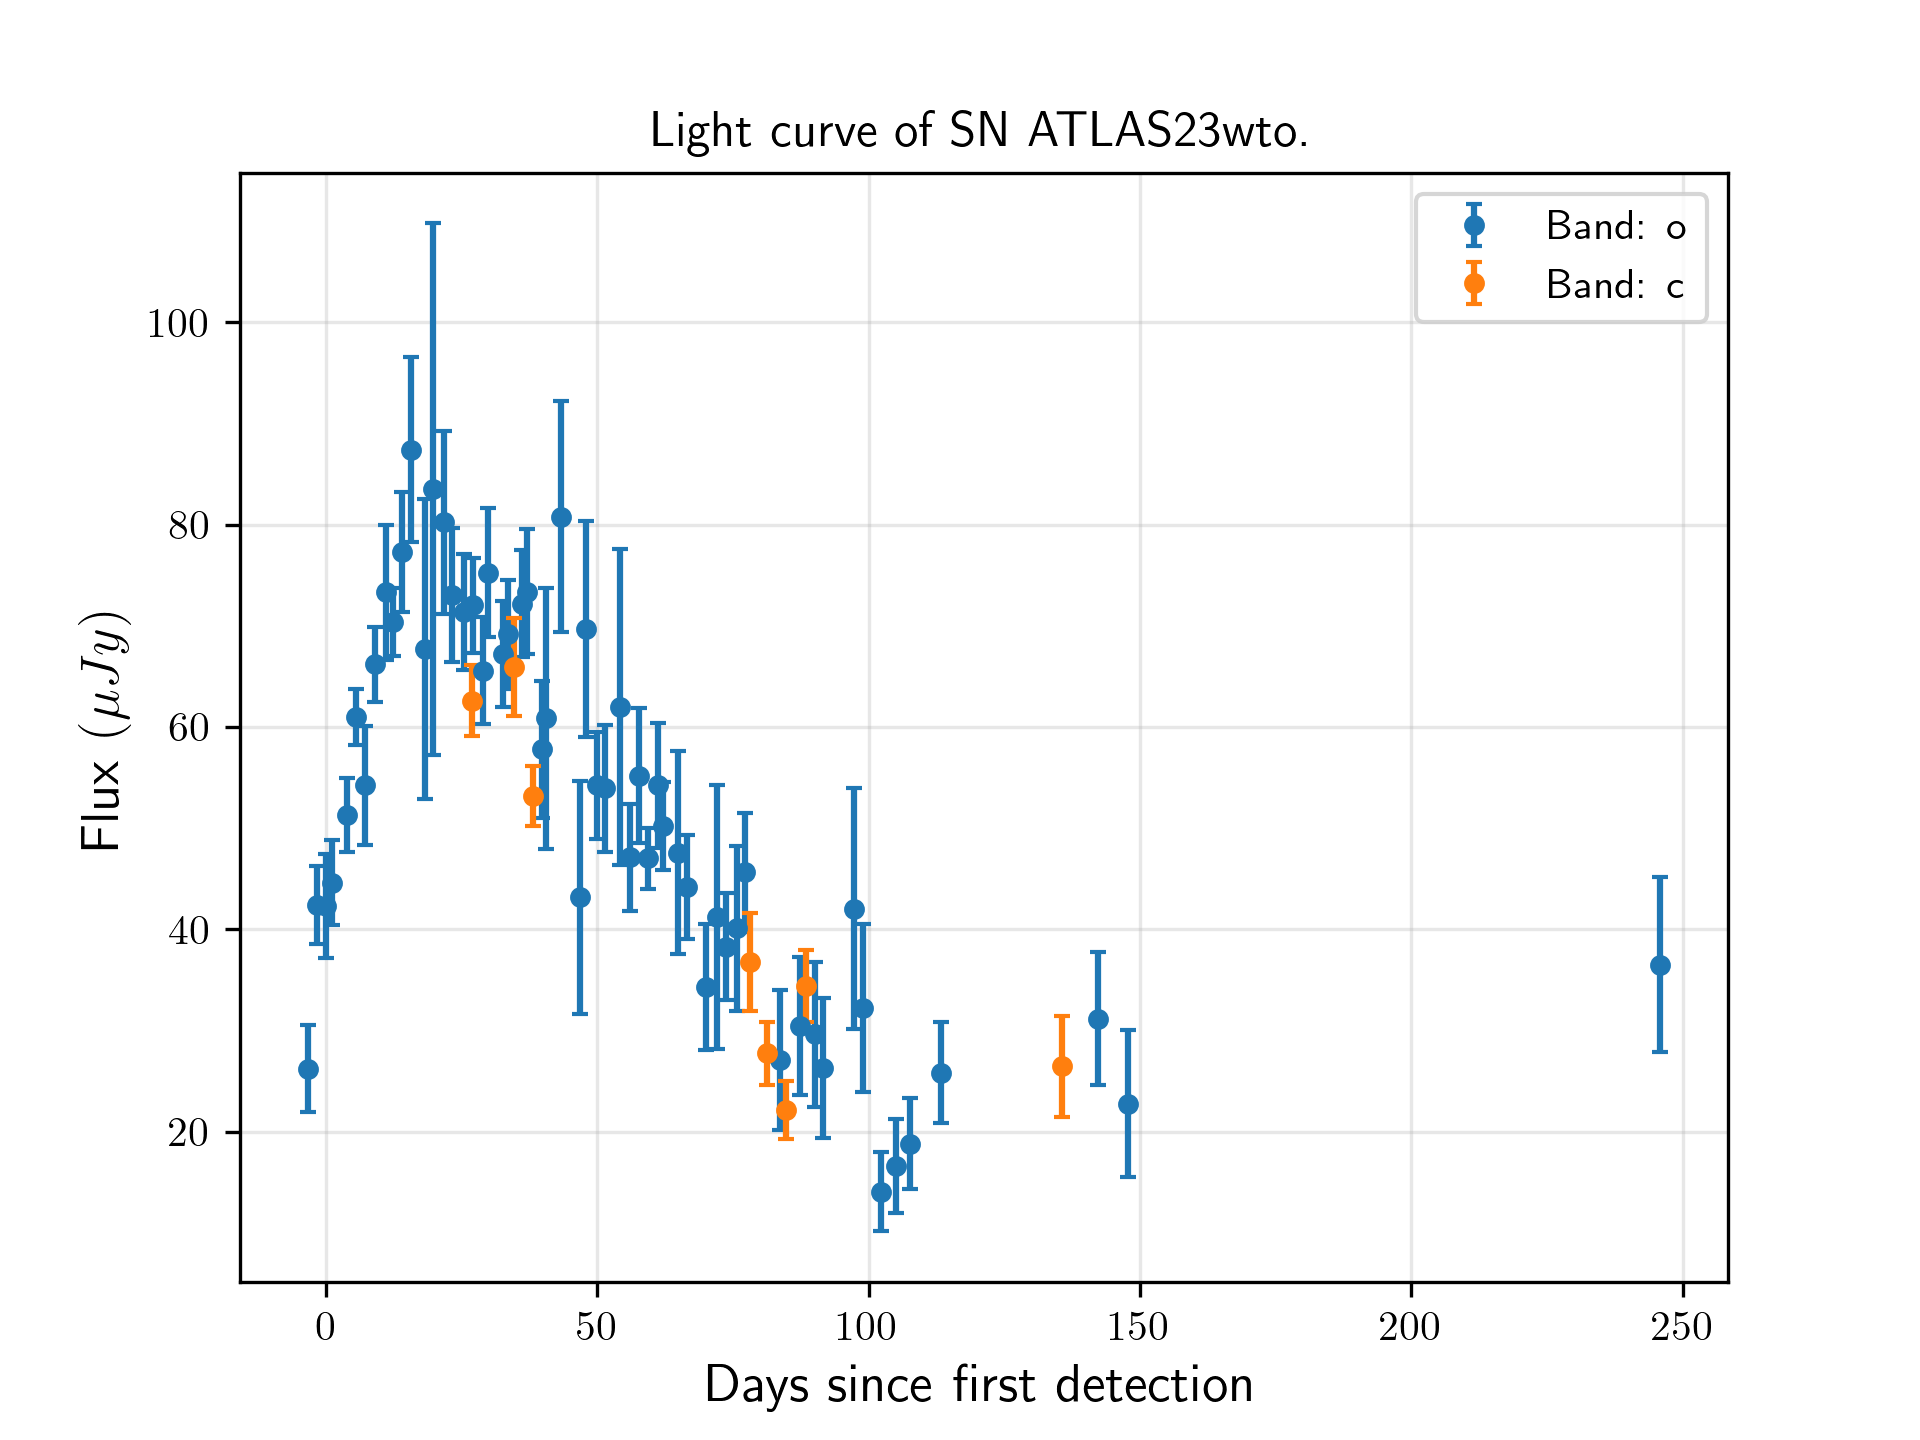 Light curve of SN ATLAS23wto.
Band: o
Band: c
100
80
60
40
20
Flux (μJy)
0 50 100 150 200 250
Days since first detection